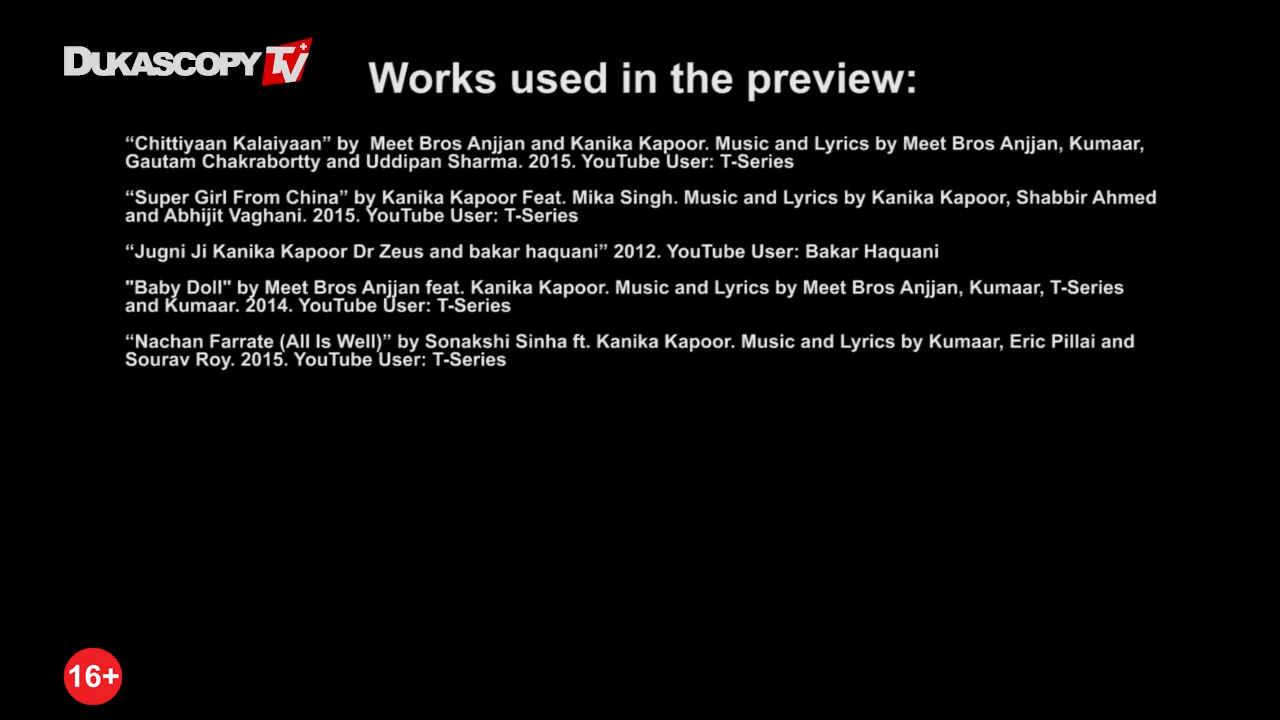 DUKASCOPY TV+
Works used in the preview:
“Chittiyaan Kalaiyaan” by  Meet Bros Anjjan and Kanika Kapoor. Music and Lyrics by Meet Bros Anjjan, Kumaar,
Gautam Chakrabortty and Uddipan Sharma. 2015. YouTube User: T-Series
“Super Girl From China” by Kanika Kapoor Feat. Mika Singh. Music and Lyrics by Kanika Kapoor, Shabbir Ahmed
and Abhijit Vaghani. 2015. YouTube User: T-Series
“Jugni Ji Kanika Kapoor Dr Zeus and bakar haquani” 2012. YouTube User: Bakar Haquani
"Baby Doll" by Meet Bros Anjjan feat. Kanika Kapoor. Music and Lyrics by Meet Bros Anjjan, Kumaar, T-Series
and Kumaar. 2014. YouTube User: T-Series
“Nachan Farrate (All Is Well)” by Sonakshi Sinha ft. Kanika Kapoor. Music and Lyrics by Kumaar, Eric Pillai and
Sourav Roy. 2015. YouTube User: T-Series
16+